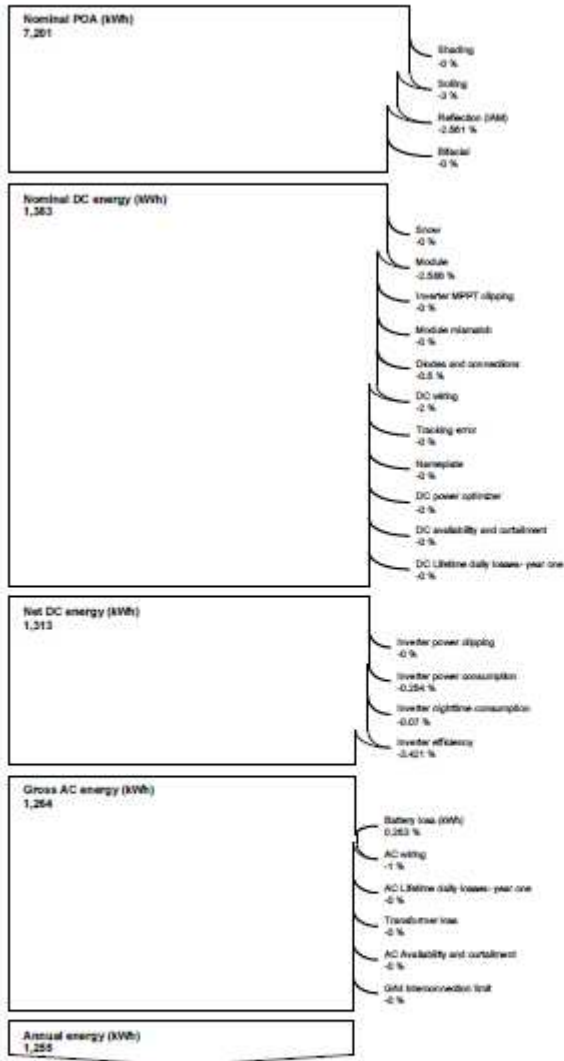 Nominal POA (kWh)
7,201
Shading
-0 %
Soiling
-3 %
Reflection (IAM)
-2.561 %
Bifacial
-0 %
Nominal DC energy (kWh)
1,383
Snow
-0 %
Module
-2.586 %
Inverter MPPT clipping
-0 %
Module mismatch
-0 %
Diodes and connections
-0.5 %
DC wiring
-2 %
Tracking error
-0 %
Nameplate
-0 %
DC power optimizer
-0 %
DC availability and curtailment
-0 %
DC Lifetime daily losses- year one
-0 %
Net DC energy (kWh)
1,313
Inverter power clipping
-0 %
Inverter power consumption
-0.254 %
Inverter nighttime consumption
-0.07 %
Inverter efficiency
-3.421 %
Gross AC energy (kWh)
1,264
Battery loss (kWh)
0.263 %
AC wiring
-1 %
AC Lifetime daily losses- year one
-0 %
Transformer loss
-0 %
AC Availability and curtailment
-0 %
Grid interconnection limit
-0 %
Annual energy (kWh)
1,255